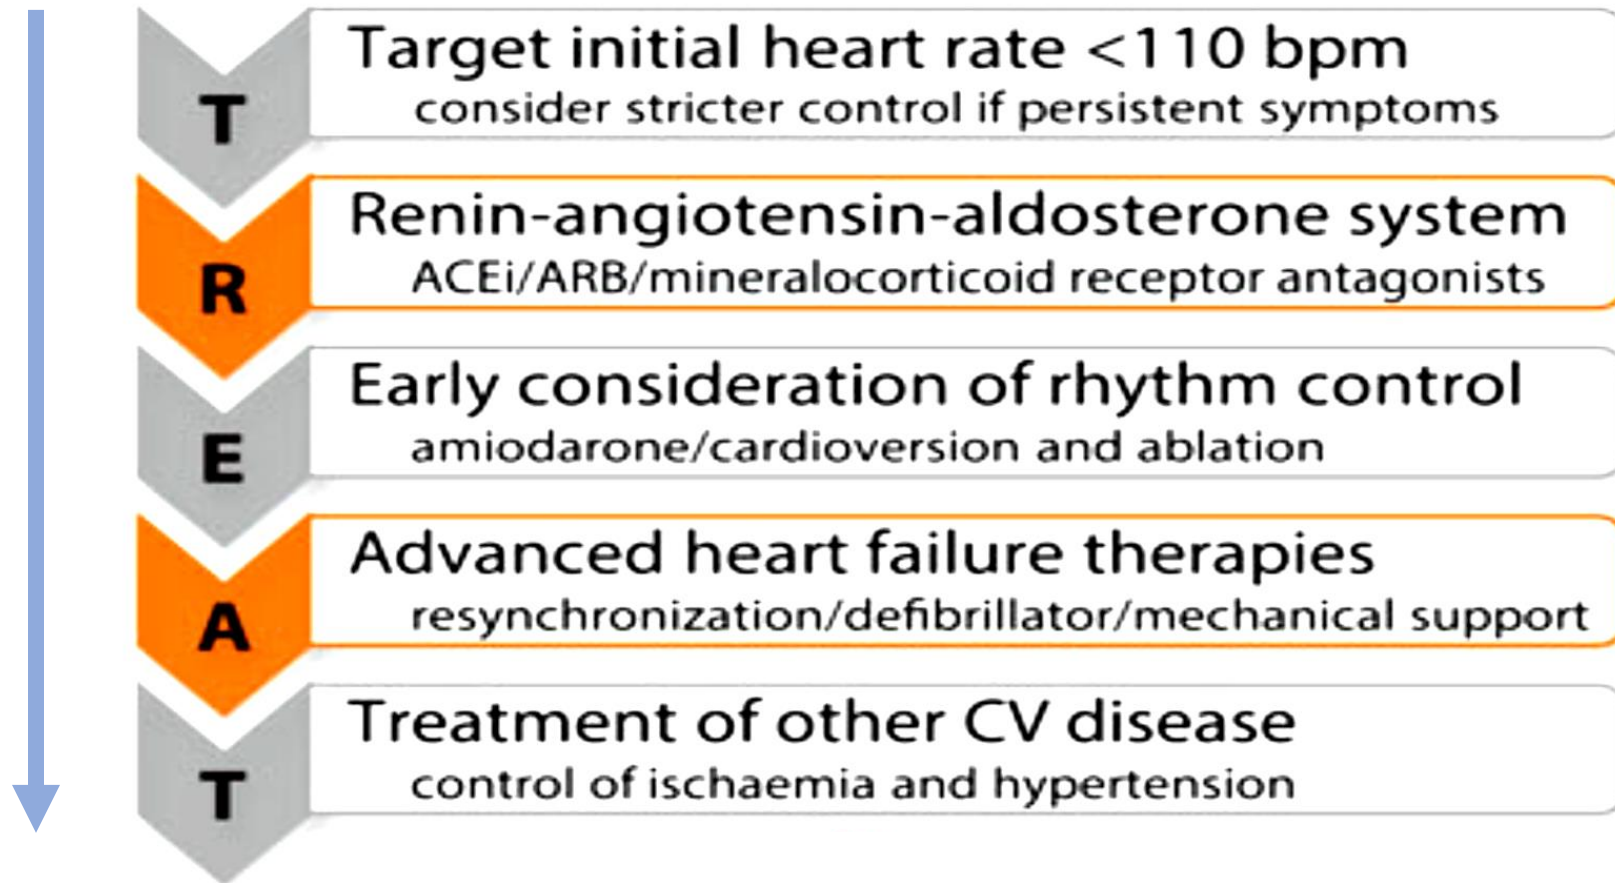 Target initial heart rate <110 bpm
consider stricter control if persistent symptoms
T
Renin-angiotensin-aldosterone system
ACEi/ARB/mineralocorticoid receptor antagonists
R
Early consideration of rhythm control
amiodarone/cardioversion and ablation
E
Advanced heart failure therapies
resynchronization/defibrillator/mechanical support
A
Treatment of other CV disease
control of ischaemia and hypertension
T